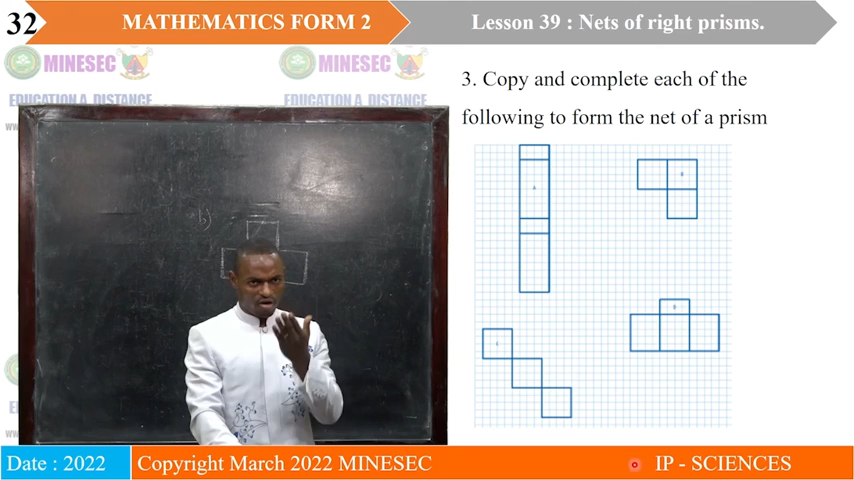 32
MATHEMATICS FORM 2
Lesson 39 : Nets of right prisms.
MINESEC
EDUCATION A DISTANCE
MINESEC
EDUCATION A DISTANCE
3. Copy and complete each of the
following to form the net of a prism
A
B
b)
D
C
Date : 2022
Copyright March 2022 MINESEC
IP - SCIENCES